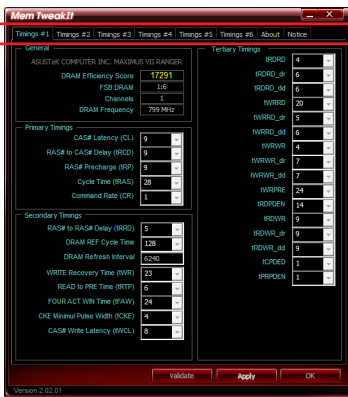 Mem TweakIt
Timings #1 Timings #2 Timings #3 Timings #4 Timings #5 Timings #6 About Notice
General
ASUSTeK COMPUTER INC. MAXIMUS VII RANGER
DRAM Efficiency Score 17291
FSB:DRAM 1:6
Channels 1
DRAM Frequency 799 MHz
Primary Timings
CAS# Latency (CL) 9
RAS# to CAS# Delay (tRCD) 9
RAS# Precharge (tRP) 9
Cycle Time (tRAS) 28
Command Rate (CR) 1
Secondary Timings
RAS# to RAS# Delay (tRRD) 5
DRAM REF Cycle Time 128
DRAM Refresh Interval 6240
WRITE Recovery Time (tWR) 23
READ to PRE Time (tRTP) 6
FOUR ACT WIN Time (tFAW) 24
CKE Minimul Pulse Width (tCKE) 4
CAS# Write Latency (tWCL) 8
Tertiary Timings
tRDRD 4
tRDRD_dr 6
tRDRD_dd 6
tWRRD 20
tWRRD_dr 5
tWRRD_dd 6
tWRWR 4
tWRWR_dr 7
tWRWR_dd 7
tWRPRE 24
tRDPDEN 14
tRDWR 9
tRDWR_dr 9
tRDWR_dd 9
tCPDED 1
tPRPDEN 1
Validate Apply OK
Version 2.02.01